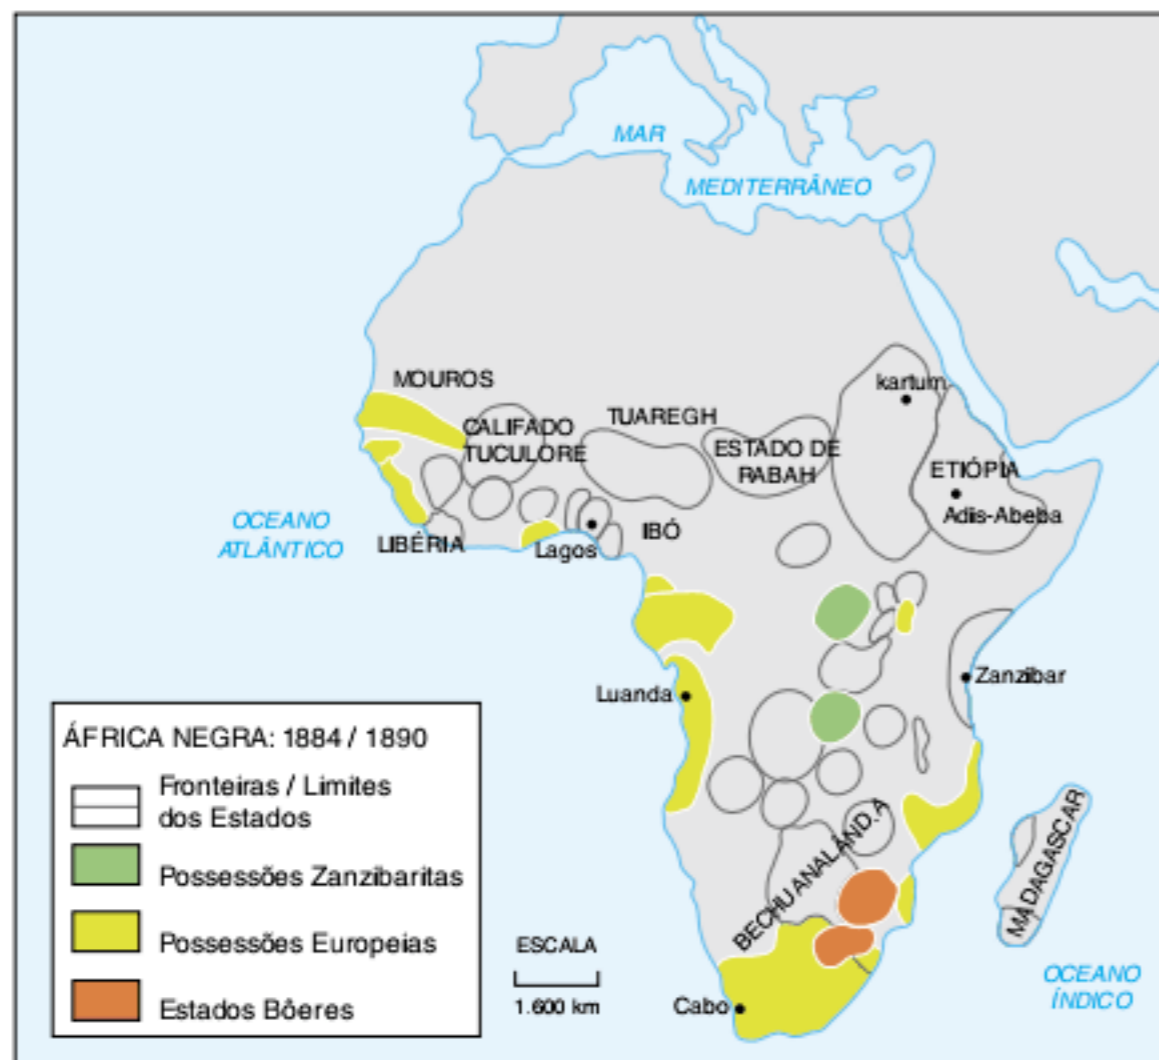 MAR
MEDITERRÂNEO
MOUROS
kartum
CALIFADO
TUCULORE
TUAREGH
ESTADO DE
RABAH
ETIÓPIA
Adiis-Abeba
OCEANO
ATLÂNTICO
LIBÉRIA
Lagos
IBÓ
Zanzibar
Luanda
BECHUANALÂND.A
MADAGASCAR
Cabo
OCEANO
ÍNDICO
ESCALA
1.600 km
ÁFRICA NEGRA: 1884 / 1890
Fronteiras / Limites
dos Estados
Possessões Zanzibaritas
Possessões Europeias
Estados Bôeres